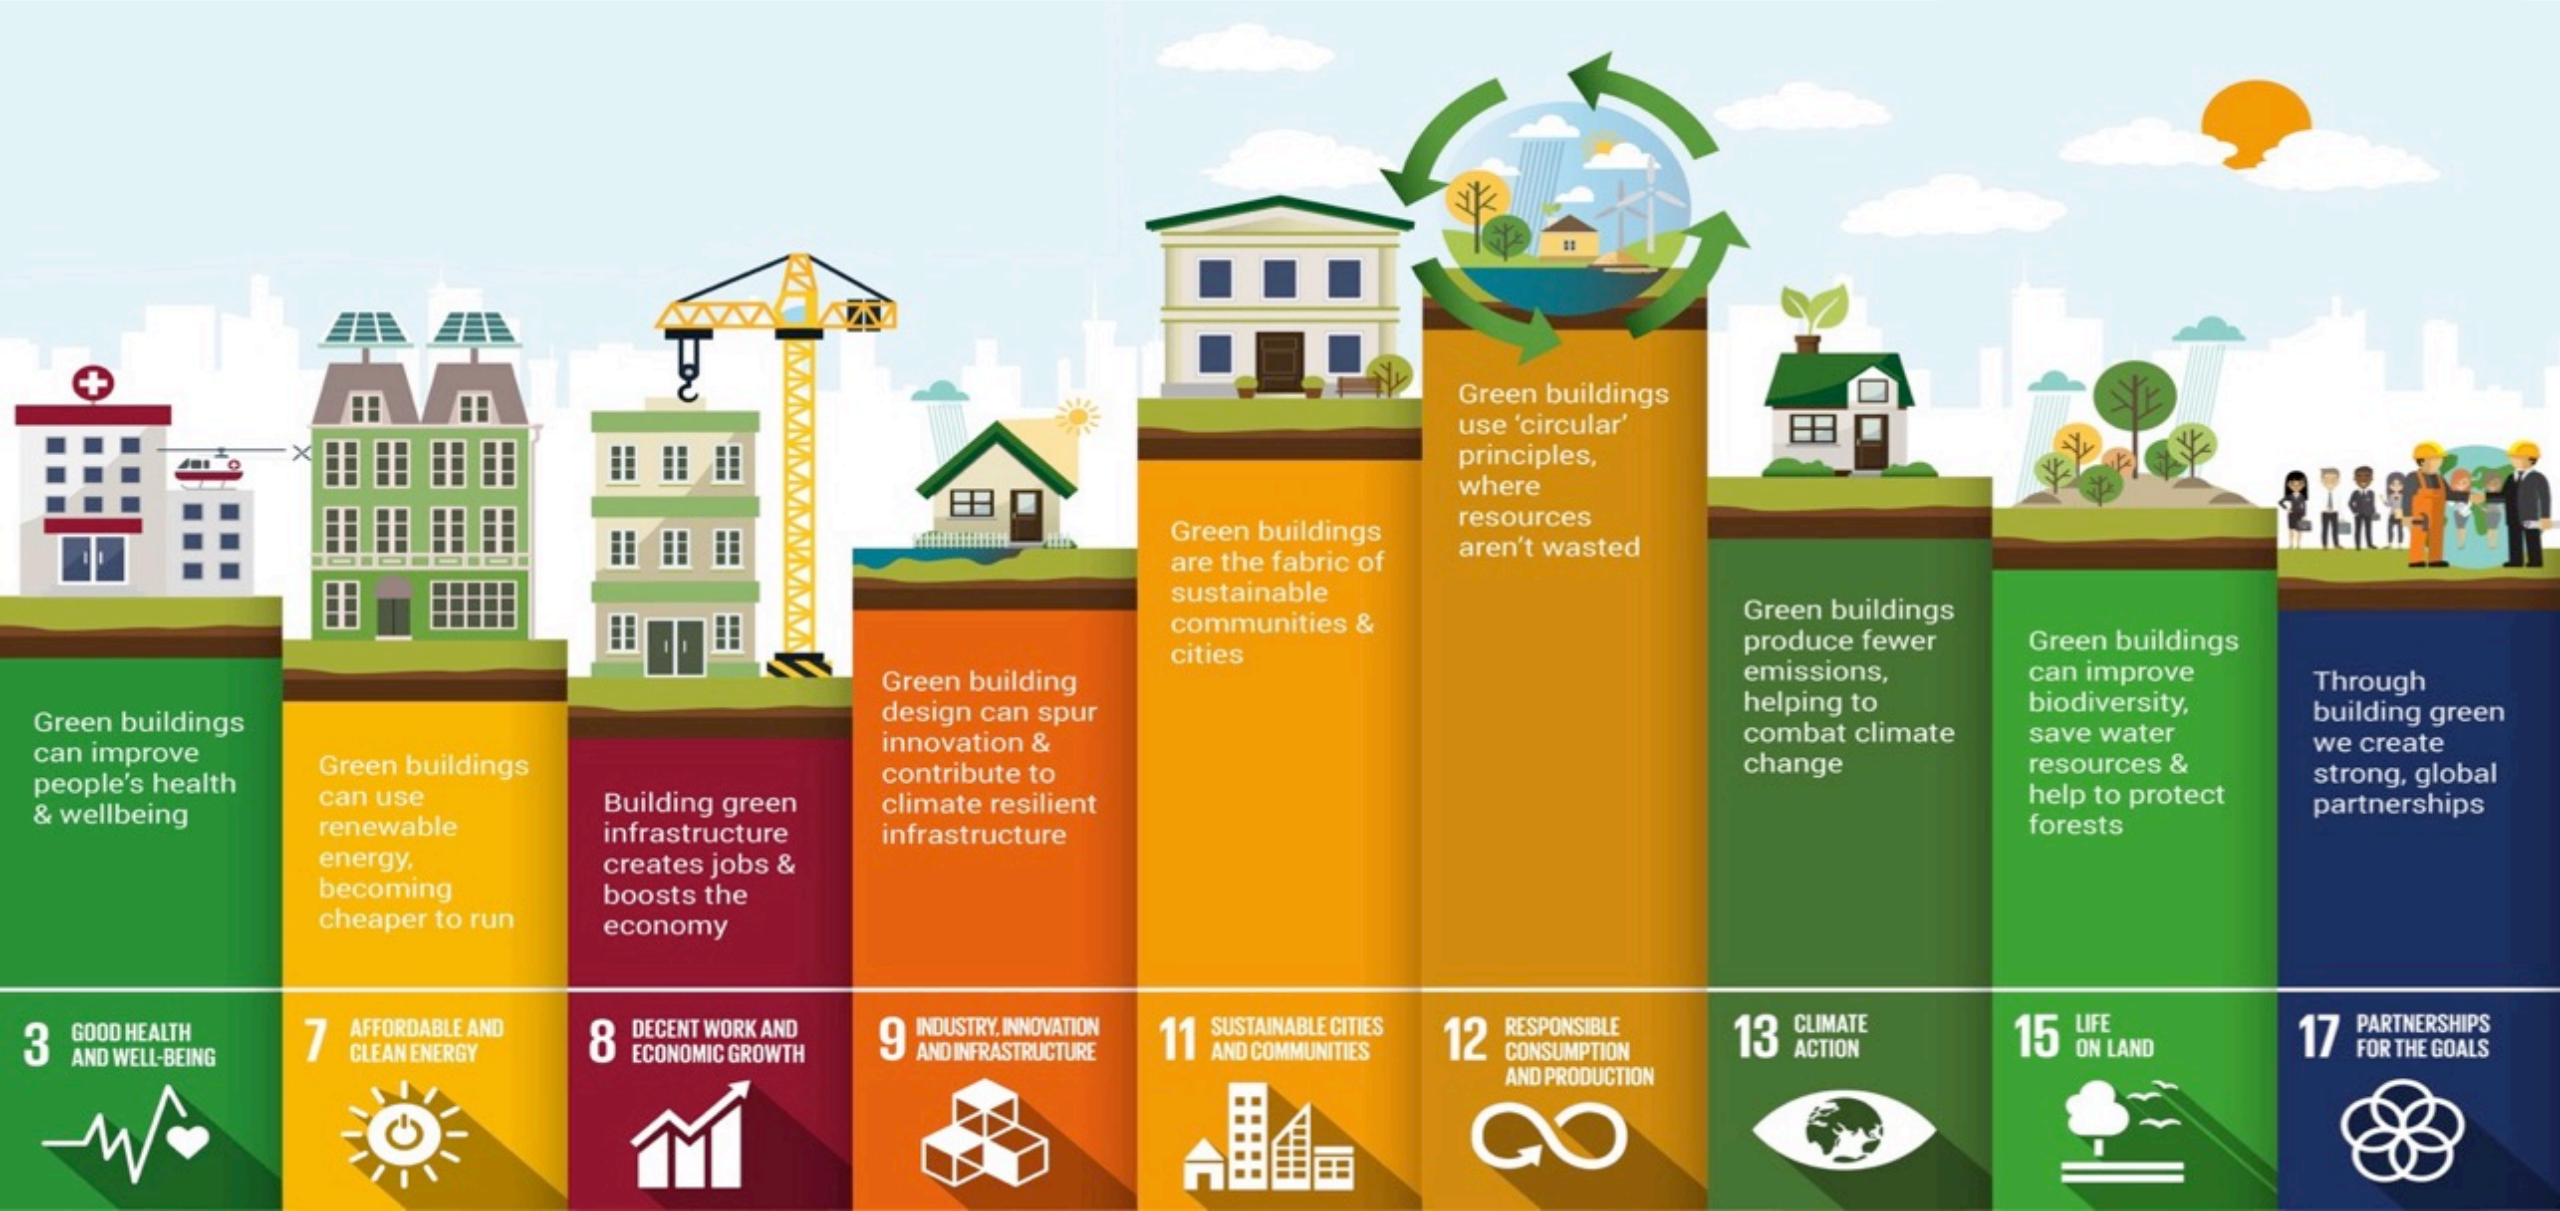 Green buildings
can improve
people's health
& wellbeing
Green buildings
can use
renewable
energy,
becoming
cheaper to run
Building green
infrastructure
creates jobs &
boosts the
economy
Green building
design can spur
innovation &
contribute to
climate resilient
infrastructure
Green buildings
are the fabric of
sustainable
communities &
cities
Green buildings
use ‘circular’
principles,
where
resources
aren't wasted
Green buildings
produce fewer
emissions,
helping to
combat climate
change
Green buildings
can improve
biodiversity,
save water
resources &
help to protect
forests
Through
building green
we create
strong, global
partnerships
3 GOOD HEALTH
AND WELL-BEING
7 AFFORDABLE AND
CLEAN ENERGY
8 DECENT WORK AND
ECONOMIC GROWTH
9 INDUSTRY, INNOVATION
AND INFRASTRUCTURE
11 SUSTAINABLE CITIES
AND COMMUNITIES
12 RESPONSIBLE
CONSUMPTION
AND PRODUCTION
13 CLIMATE
ACTION
15 LIFE
ON LAND
17 PARTNERSHIPS
FOR THE GOALS